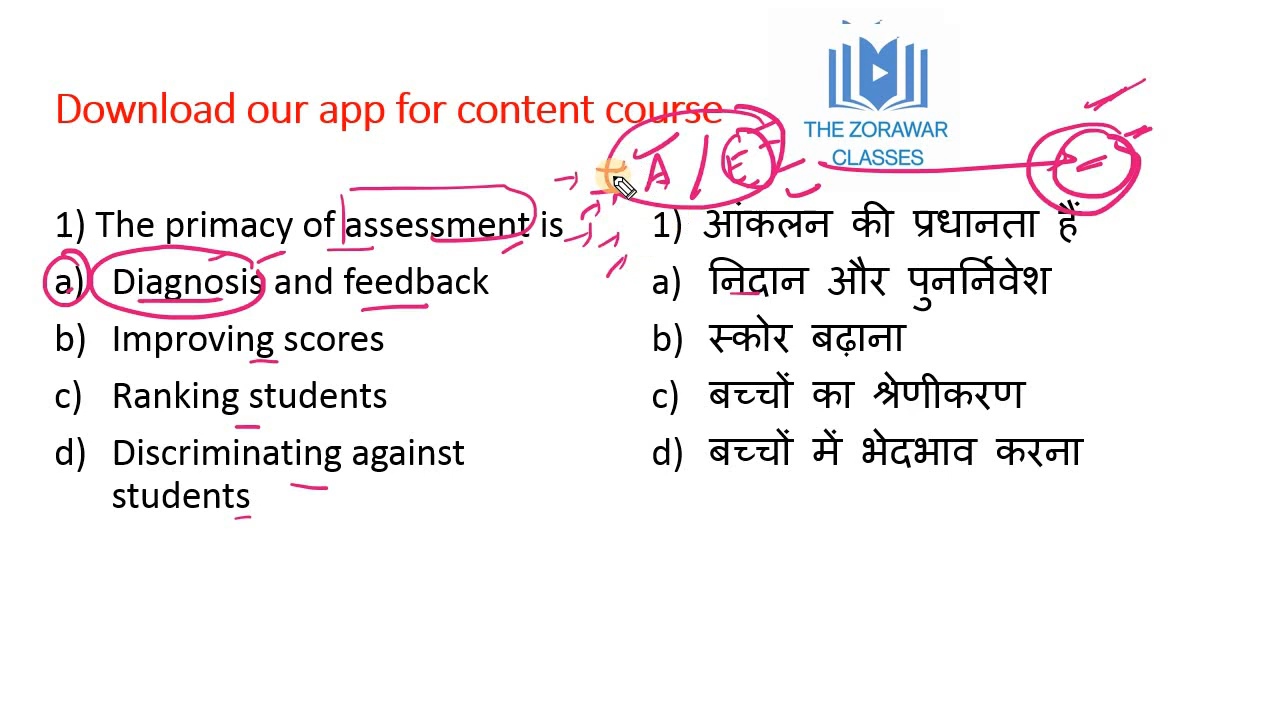 Download our app for content course
THE ZORAWAR
CLASSES
A/E
1) The primacy of assessment is
a) Diagnosis and feedback
b) Improving scores
c) Ranking students
d) Discriminating against
students
1) आंकलन की प्रधानता हैं
a) निदान और पुनर्निवेश
b) स्कोर बढ़ाना
c) बच्चों का श्रेणीकरण
d) बच्चों में भेदभाव करना